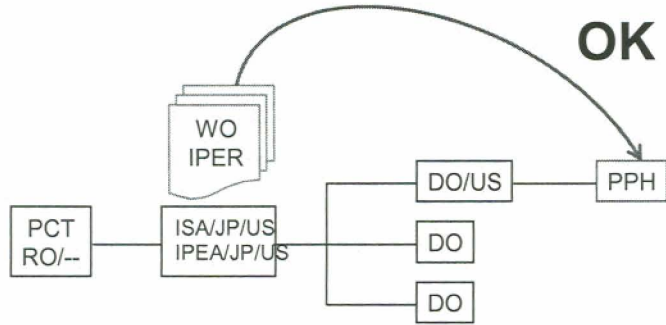 OK
WO
IPER
DO/US
PPH
PCT
RO/--
ISA/JP/US
IPEA/JP/US
DO
DO